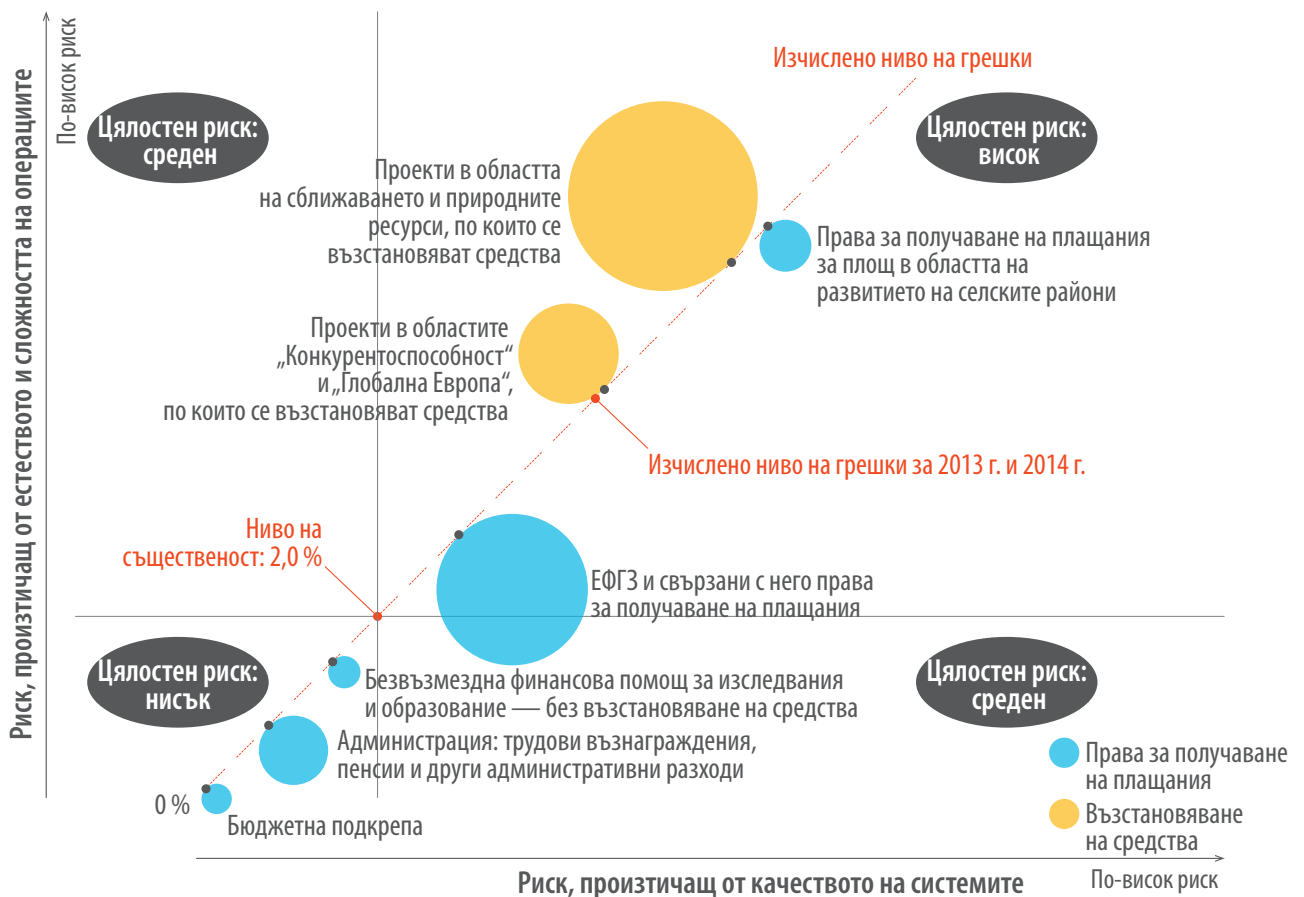 Риск, произтичащ от естеството и сложността на операциите
По-висок риск
Цялостен риск:
среден
Изчислено ниво на грешки
Цялостен риск:
висок
Проекти в областта
на сближаването и природните
ресурси, по които се
възстановяват средства
Права за получаване на плащания
за площ в областта на
развитието на селските райони
Проекти в областите
„Конкурентоспособност“
и „Глобална Европа“,
по които се възстановяват средства
Изчислено ниво на грешки за 2013 г. и 2014 г.
Ниво на
същественост: 2,0 %
ЕФГЗ и свързани с него права
за получаване на плащания
Цялостен риск:
нисък
Безвъзмездна финансова помощ за изследвания
и образование — без възстановяване на средства
Цялостен риск:
среден
Администрация: трудови възнаграждения,
пенсии и други административни разходи
0 %
Бюджетна подкрепа
Права за получаване
на плащания
Възстановяване
на средства
Риск, произтичащ от качеството на системите
По-висок риск